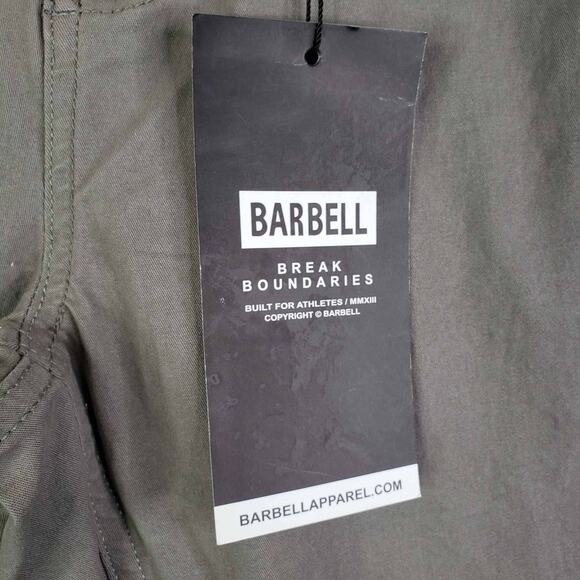 BARBELL
BREAK
BOUNDARIES
BUILT FOR ATHLETES / MMXIII
COPYRIGHT © BARBELL
BARBELLAPPAREL.COM